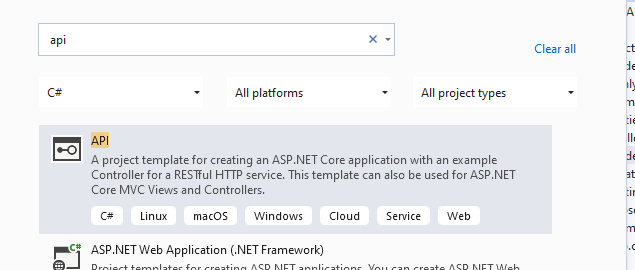 api
Clear all
C#
All platforms
All project types
API
A project template for creating an ASP.NET Core application with an example
Controller for a RESTful HTTP service. This template can also be used for ASP.NET
Core MVC Views and Controllers.
C# Linux macOS Windows Cloud Service Web
ASP.NET Web Application (.NET Framework)
Project templates for creating ASP.NET applications. You can create ASP.NET Web